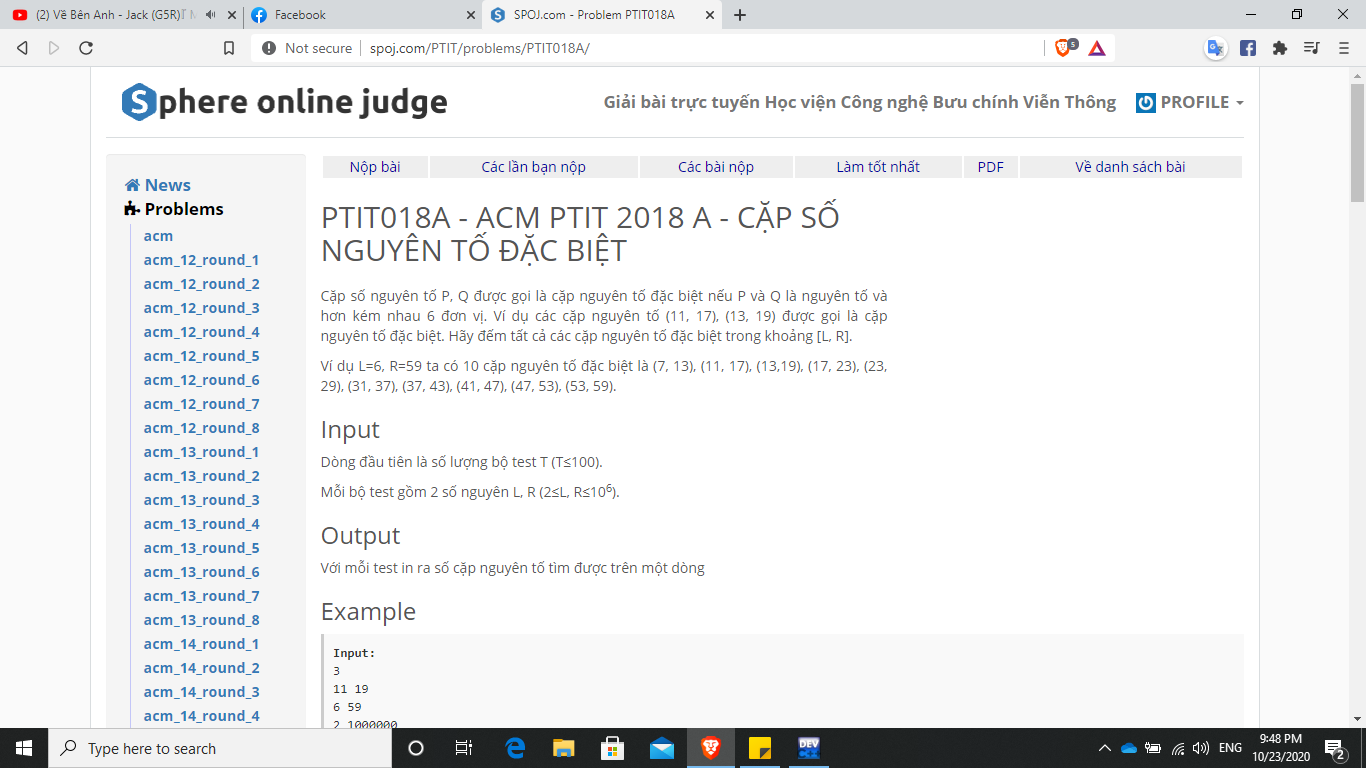 (2) Về Bên Anh - Jack (G5R)
Facebook
SPOJ.com - Problem PTIT018A
Not secure
spoj.com/PTIT/problems/PTIT018A/
5
Sphere online judge
Giải bài trực tuyến Học viện Công nghệ Bưu chính Viễn Thông
PROFILE
News
Problems
acm
acm_12_round_1
acm_12_round_2
acm_12_round_3
acm_12_round_4
acm_12_round_5
acm_12_round_6
acm_12_round_7
acm_12_round_8
acm_13_round_1
acm_13_round_2
acm_13_round_3
acm_13_round_4
acm_13_round_5
acm_13_round_6
acm_13_round_7
acm_13_round_8
acm_14_round_1
acm_14_round_2
acm_14_round_3
acm_14_round_4
Nộp bài
Các lần bạn nộp
Các bài nộp
Làm tốt nhất
PDF
Về danh sách bài
PTIT018A - ACM PTIT 2018 A - CẶP SỐ
NGUYÊN TỐ ĐẶC BIỆT
Cặp số nguyên tố P, Q được gọi là cặp nguyên tố đặc biệt nếu P và Q là nguyên tố và
hơn kém nhau 6 đơn vị. Ví dụ các cặp nguyên tố (11, 17), (13, 19) được gọi là cặp
nguyên tố đặc biệt. Hãy đếm tất cả các cặp nguyên tố đặc biệt trong khoảng [L, R].
Ví dụ L=6, R=59 ta có 10 cặp nguyên tố đặc biệt là (7, 13), (11, 17), (13,19), (17, 23), (23,
29), (31, 37), (37, 43), (41, 47), (47, 53), (53, 59).
Input
Dòng đầu tiên là số lượng bộ test T (T≤100).
Mỗi bộ test gồm 2 số nguyên L, R (2≤L, R≤10⁶).
Output
Với mỗi test in ra số cặp nguyên tố tìm được trên một dòng
Example
Input:
3
11 19
6 59
2 1000000
Type here to search
DEV
ENG
9:48 PM
10/23/2020
2